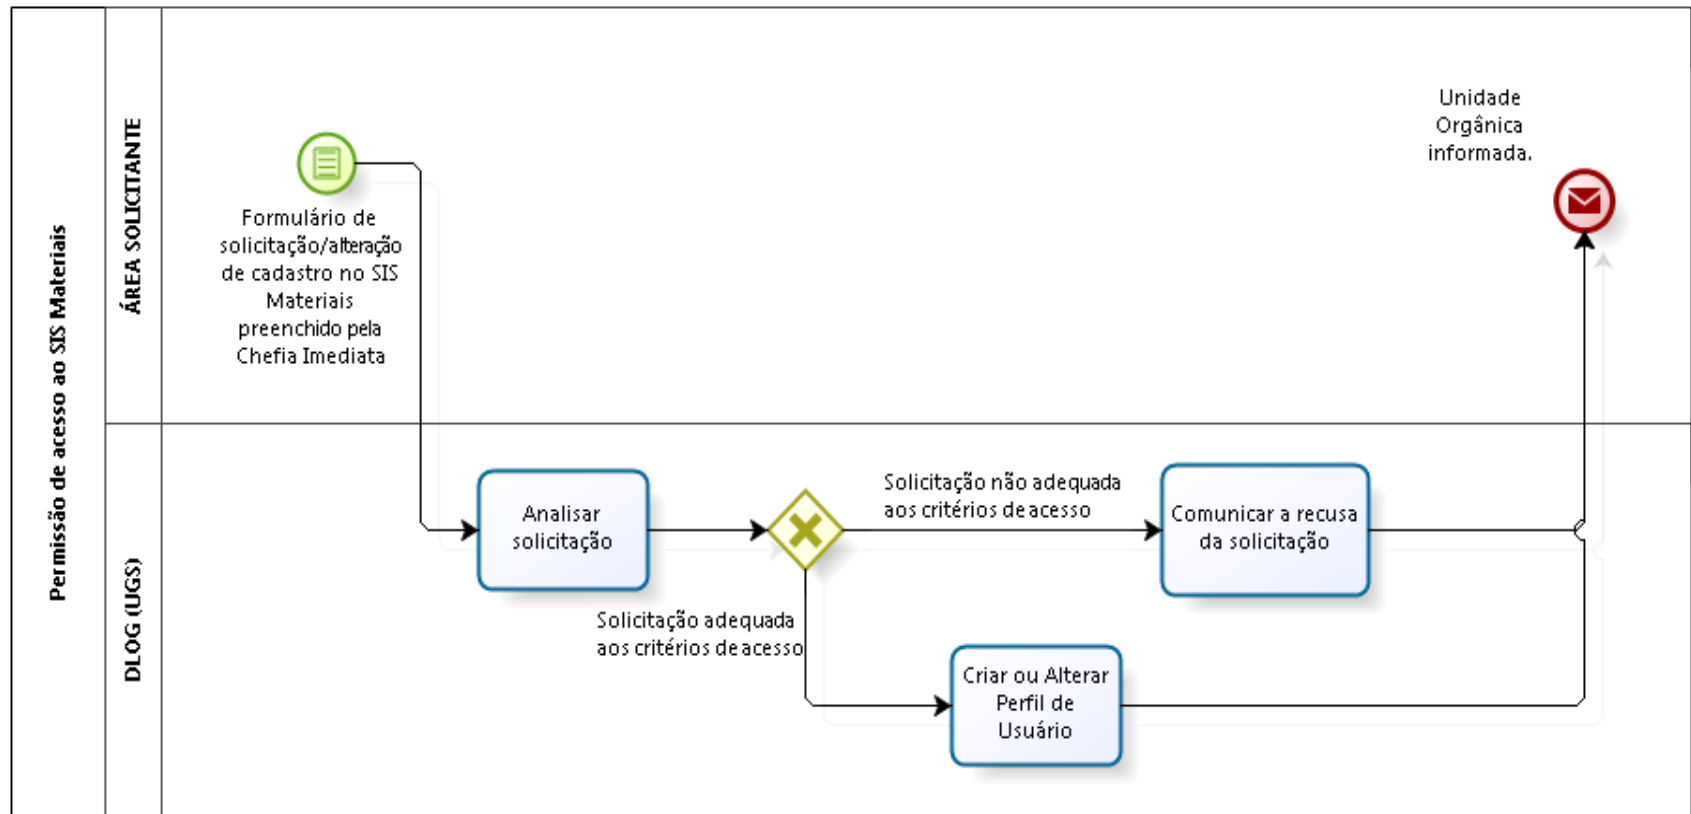 Permissão de acesso ao SIS Materiais
ÁREA SOLICITANTE
Formulário de
solicitação/alteração
de cadastro no SIS
Materiais
preenchido pela
Chefia Imediata
Unidade
Orgânica
informada.
DLOG (UGS)
Analisar
solicitação
Solicitação não adequada
aos critérios de acesso
Comunicar a recusa
da solicitação
Solicitação adequada
aos critérios de acesso
Criar ou Alterar
Perfil de
Usuário